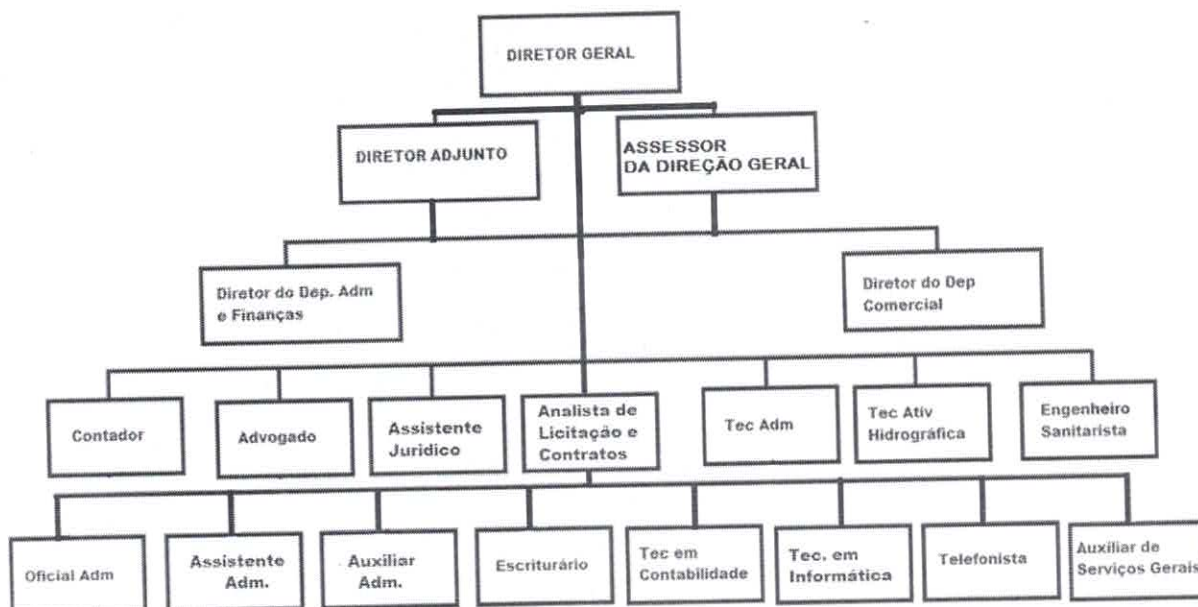 DIRETOR GERAL
DIRETOR ADJUNTO
ASSESSOR
DA DIREÇÃO GERAL
Diretor do Dep. Adm
e Finanças
Diretor do Dep
Comercial
Contador
Advogado
Assistente
Juridico
Analista de
Licitação e
Contratos
Tec Adm
Tec Ativ
Hidrográfica
Engenheiro
Sanitarista
Oficial Adm
Assistente
Adm.
Auxiliar
Adm.
Escriturário
Tec em
Contabilidade
Tec. em
Informática
Telefonista
Auxiliar de
Serviços Gerais